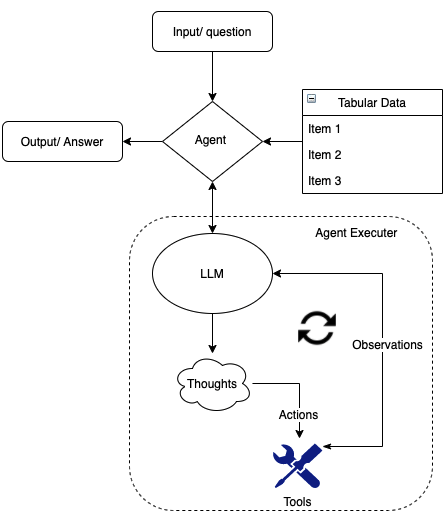 Input/ question
Tabular Data
Item 1
Item 2
Item 3
Agent
Output/ Answer
Agent Executer
LLM
Observations
Thoughts
Actions
Tools